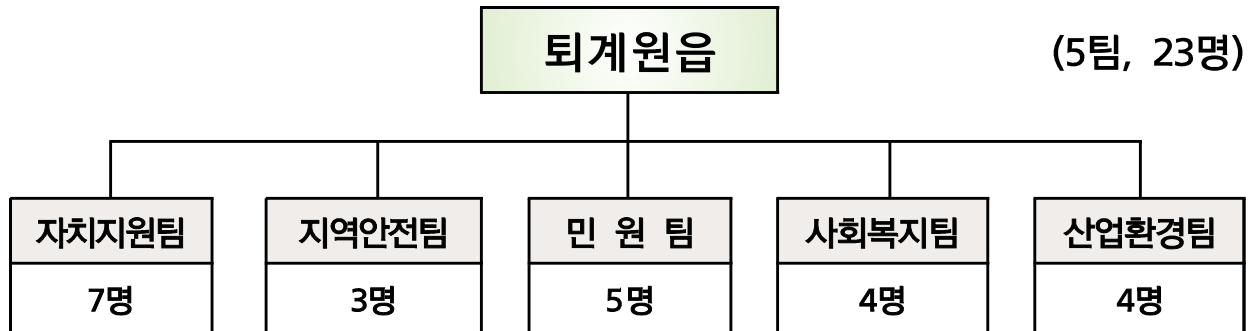 퇴계원읍
(5팀, 23명)
자치지원팀
지역안전팀
민 원 팀
사회복지팀
산업환경팀
7명
3명
5명
4명
4명